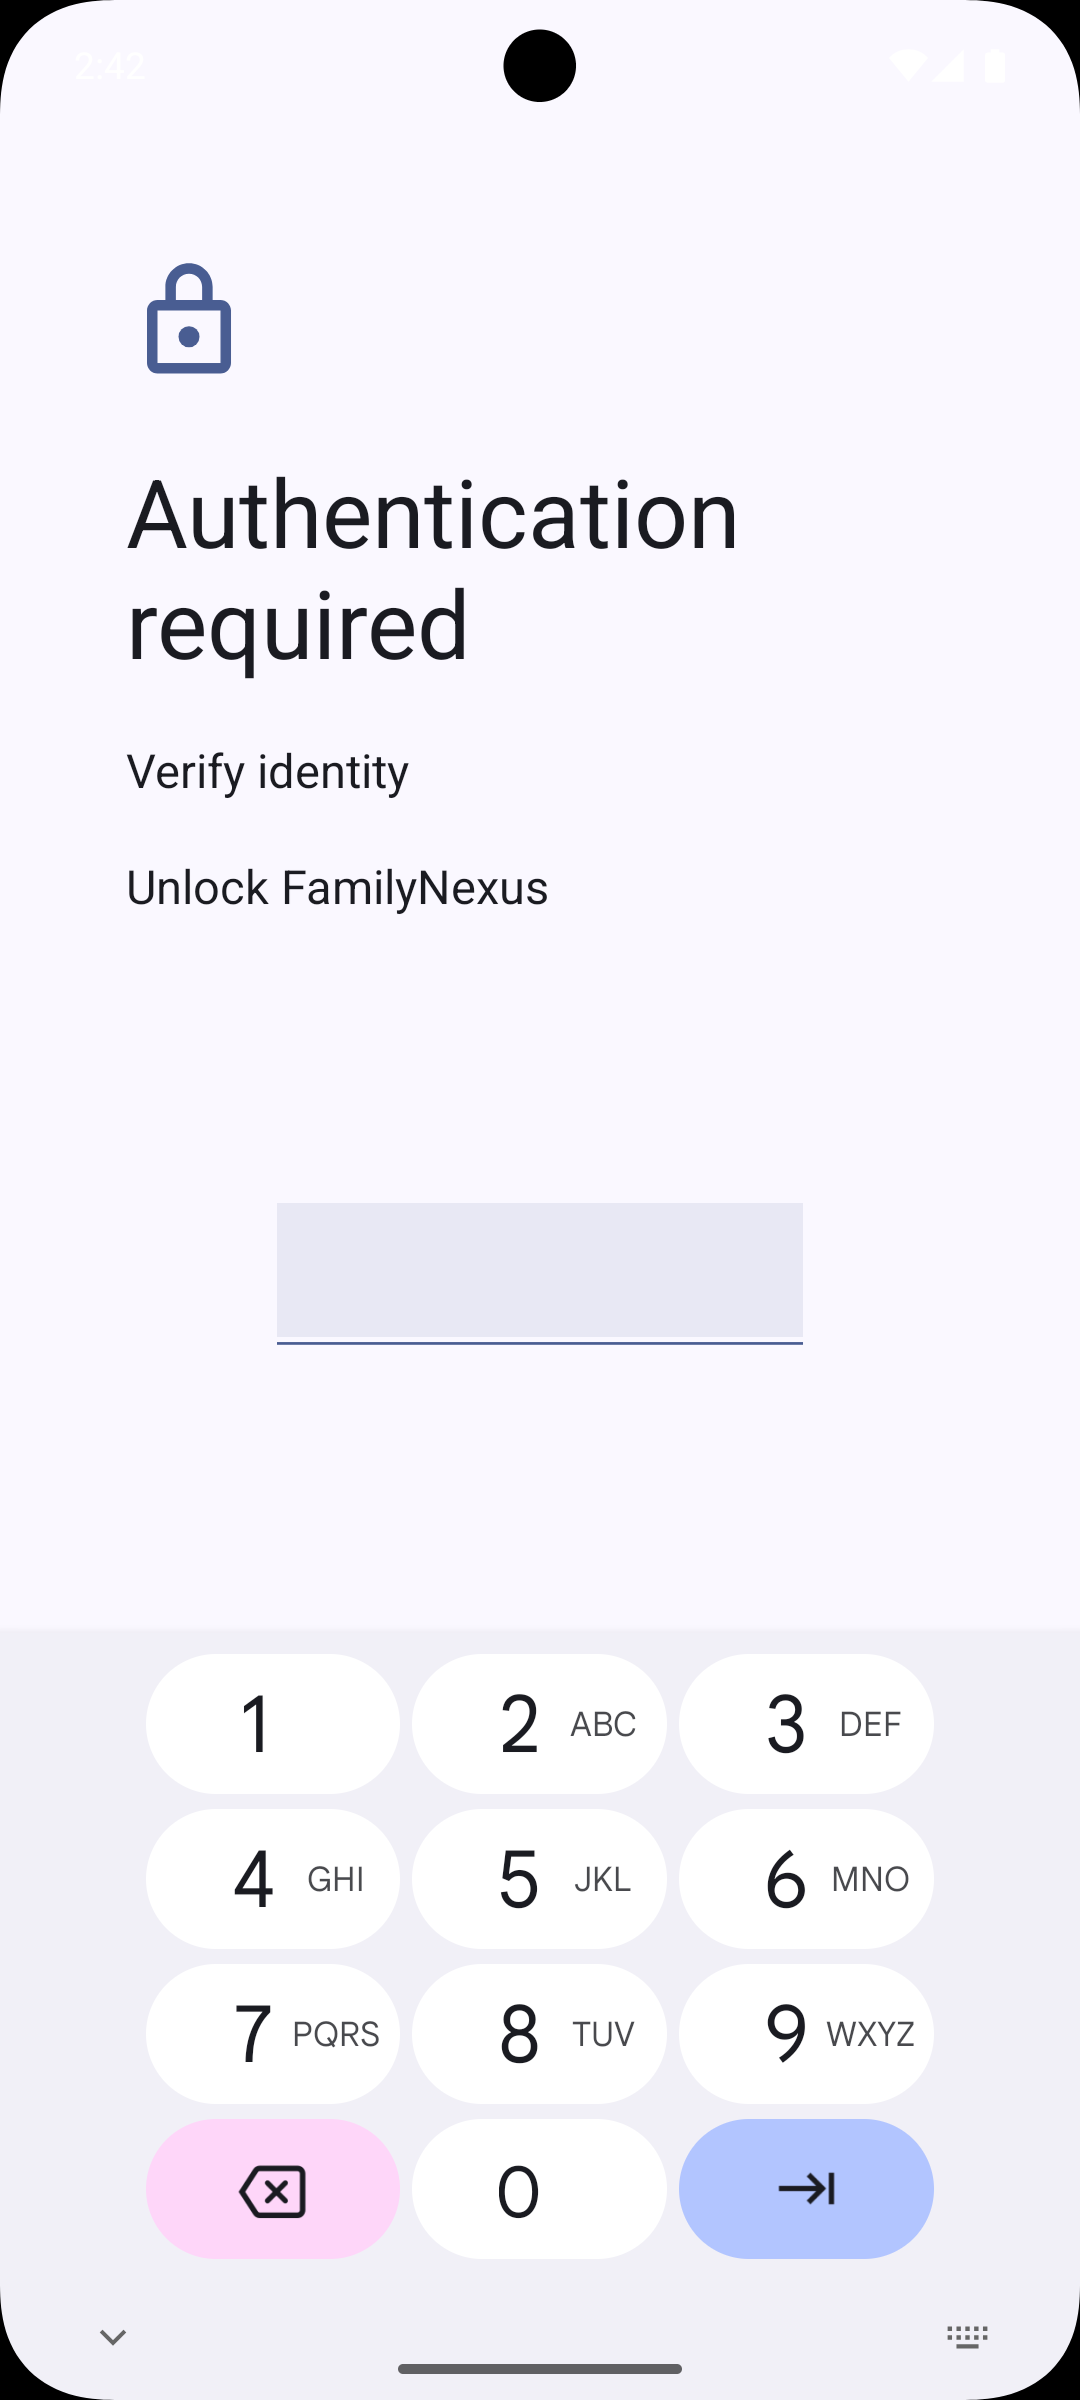 2:42
Authentication
required
Verify identity
Unlock FamilyNexus
1
2 ABC
3 DEF
4 GHI
5 JKL
6 MNO
7 PQRS
8 TUV
9 WXYZ
0